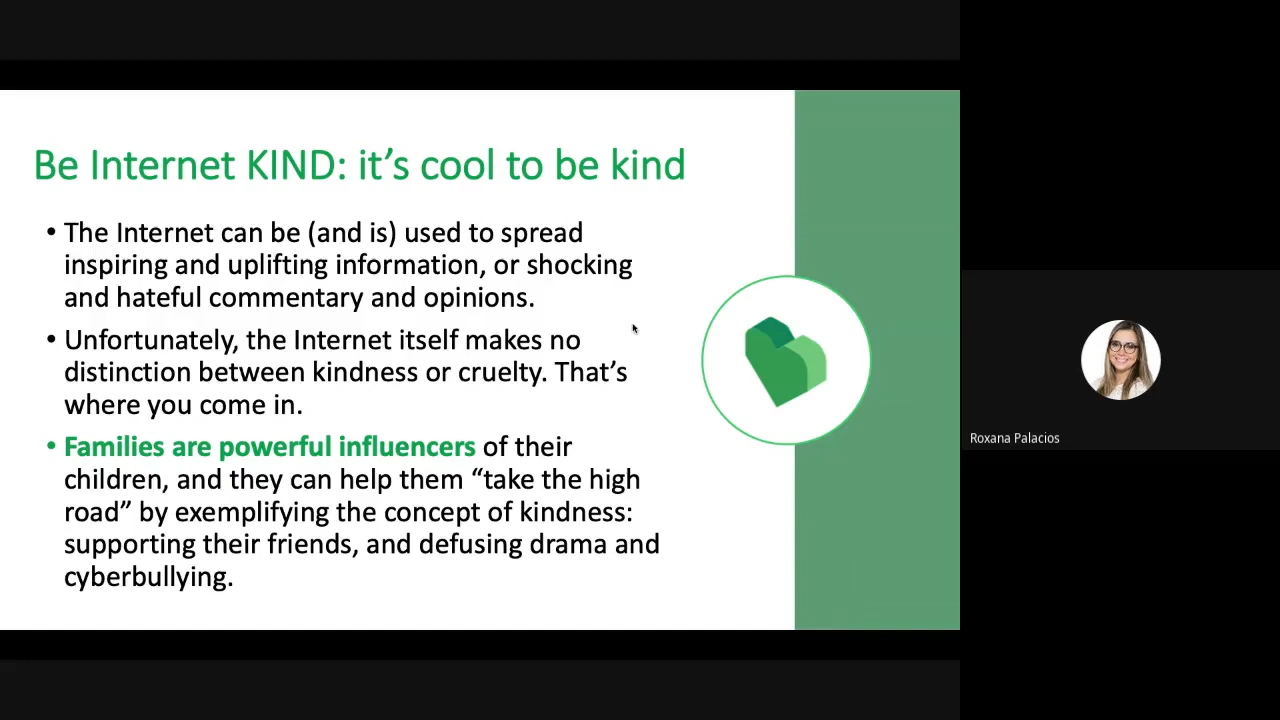 Be Internet KIND: it’s cool to be kind
• The Internet can be (and is) used to spread
inspiring and uplifting information, or shocking
and hateful commentary and opinions.
• Unfortunately, the Internet itself makes no
distinction between kindness or cruelty. That’s
where you come in.
• Families are powerful influencers of their
children, and they can help them “take the high
road” by exemplifying the concept of kindness:
supporting their friends, and defusing drama and
cyberbullying.
Roxana Palacios